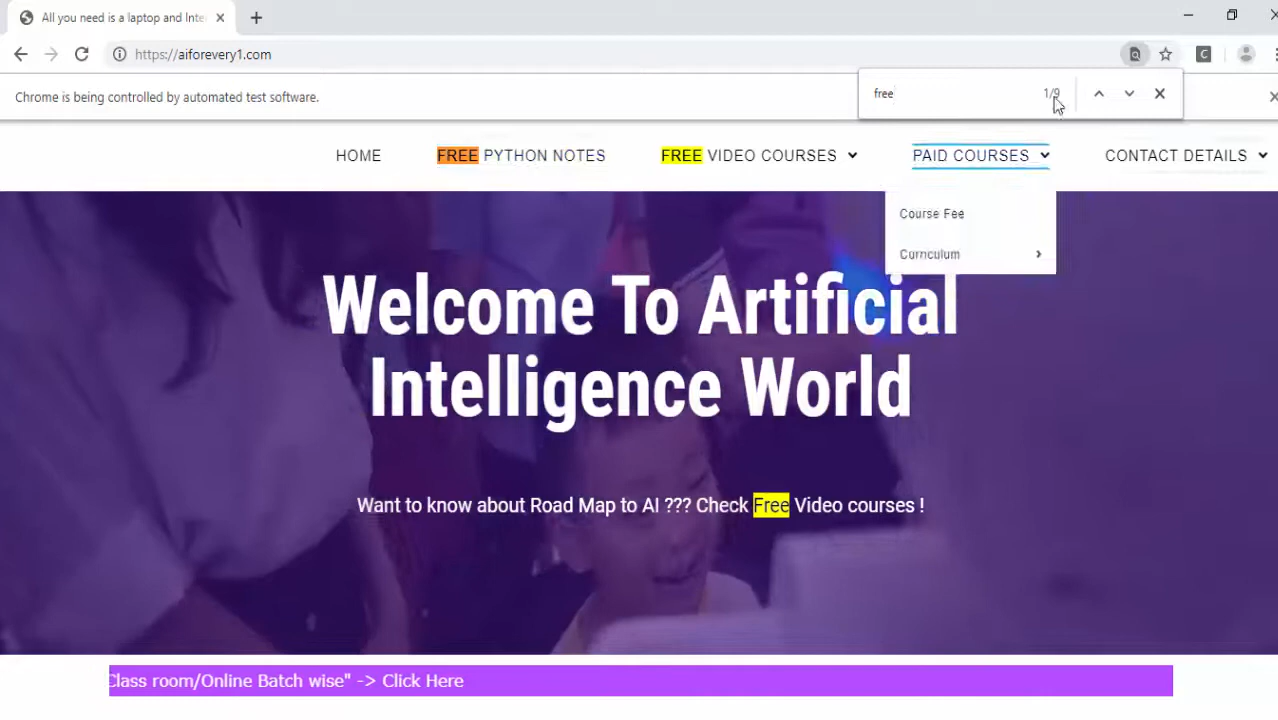 All you need is a laptop and Inte
https://aiforevery1.com
Chrome is being controlled by automated test software.
free 1/9
HOME FREE PYTHON NOTES FREE VIDEO COURSES PAID COURSES CONTACT DETAILS
Course Fee
Curriculum
Welcome To Artificial
Intelligence World
Want to know about Road Map to AI ??? Check Free Video courses !
Class room/Online Batch wise" -> Click Here